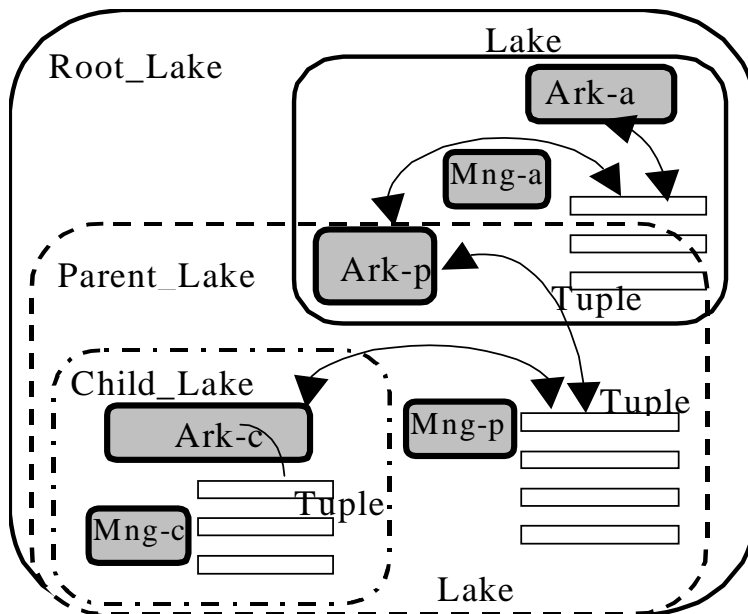 Lake
Root_Lake
Ark-a
Mng-a
Parent_Lake
Ark-p
Tuple
Child_Lake
Tuple
Ark-c
Mng-p
Tuple
Mng-c
Lake